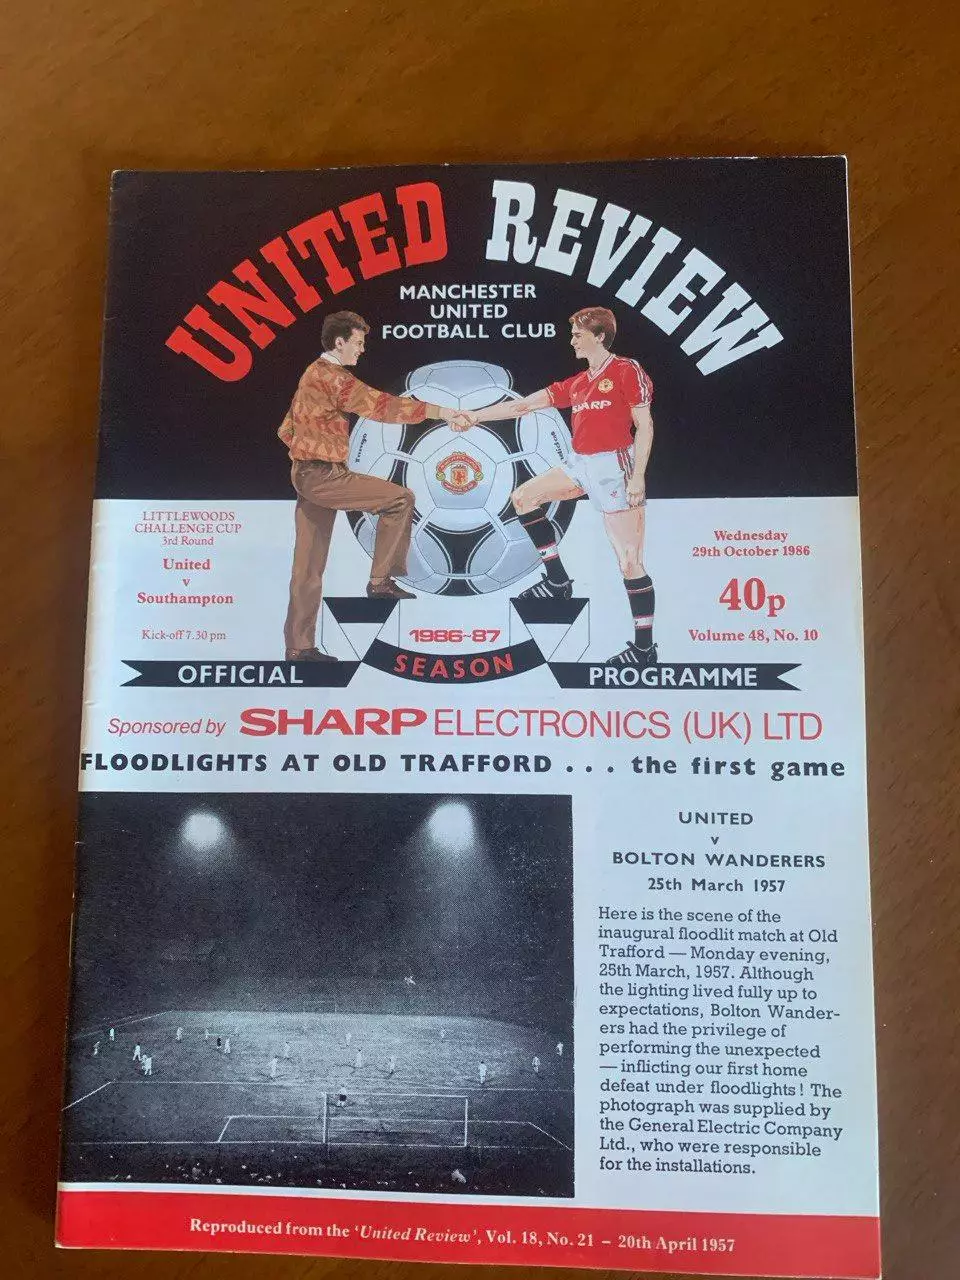 UNITED REVIEW
MANCHESTER
UNITED
FOOTBALL CLUB
SHARP
LITTLEWOODS
CHALLENGE CUP
3rd Round
United
v
Southampton
Kick-off 7.30 pm
Wednesday
29th October 1986
40p
Volume 48, No. 10
1986-87
OFFICIAL SEASON PROGRAMME
Sponsored by SHARP ELECTRONICS (UK) LTD
FLOODLIGHTS AT OLD TRAFFORD . . . the first game
UNITED
v
BOLTON WANDERERS
25th March 1957
Here is the scene of the
inaugural floodlit match at Old
Trafford — Monday evening,
25th March, 1957. Although
the lighting lived fully up to
expectations, Bolton Wander-
ers had the privilege of
performing the unexpected
— inflicting our first home
defeat under floodlights! The
photograph was supplied by
the General Electric Company
Ltd., who were responsible
for the installations.
Reproduced from the 'United Review', Vol. 18, No. 21 – 20th April 1957